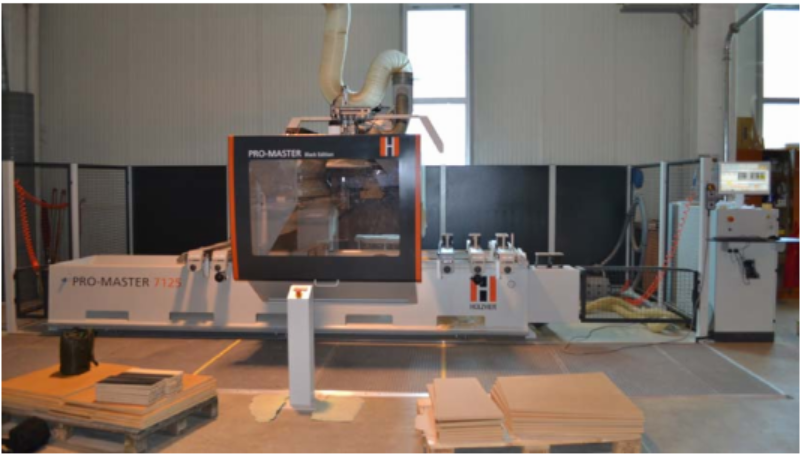 PRO-MASTER Black Edition
H
PRO-MASTER 7125
H
HOLZHER